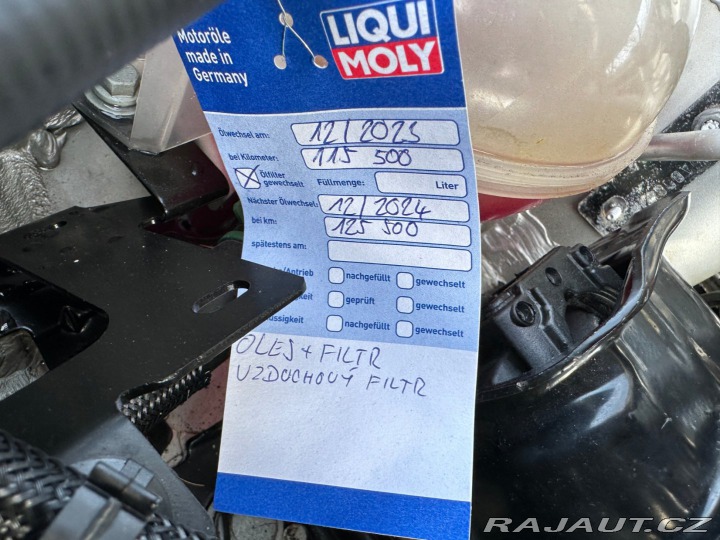 Motoröle
made in
Germany
LIQUI
MOLY
Ölwechsel am: 12/2023
bei Kilometer: 115 500
Ölfilter
gewechselt Füllmenge: Liter
Nächster Ölwechsel: 12/2024
bei km: 125 500
spätestens am:
/Antrieb nachgefüllt gewechselt
geprüft gewechselt
nachgefüllt gewechselt
OLEJ + FILTR
VZDUCHOVÝ FILTR
RAJAUT.CZ